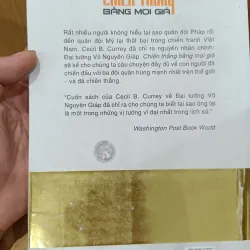 CHIẾN THẮNG
BẰNG MỌI GIÁ
Rất nhiều người không hiểu tại sao quân đội Pháp rồi
đến quân đội Mỹ lại thất bại trong chiến tranh Việt
Nam. Cecil B. Currey đã chỉ ra nguyên nhân chính:
Đại tướng Võ Nguyên Giáp. Chiến thắng bằng mọi giá
sẽ kể cho chúng ta câu chuyện đầy đủ về con người đã
chiến đấu với ba đội quân hùng mạnh nhất trên thế giới
- và đã chiến thắng.
"Cuốn sách của Cecil B. Currey về Đại tướng Võ
Nguyên Giáp đã chỉ cho chúng ta biết tại sao ông lại
là một trong những vị tướng vĩ đại nhất trong lịch sử."
Washington Post Book World